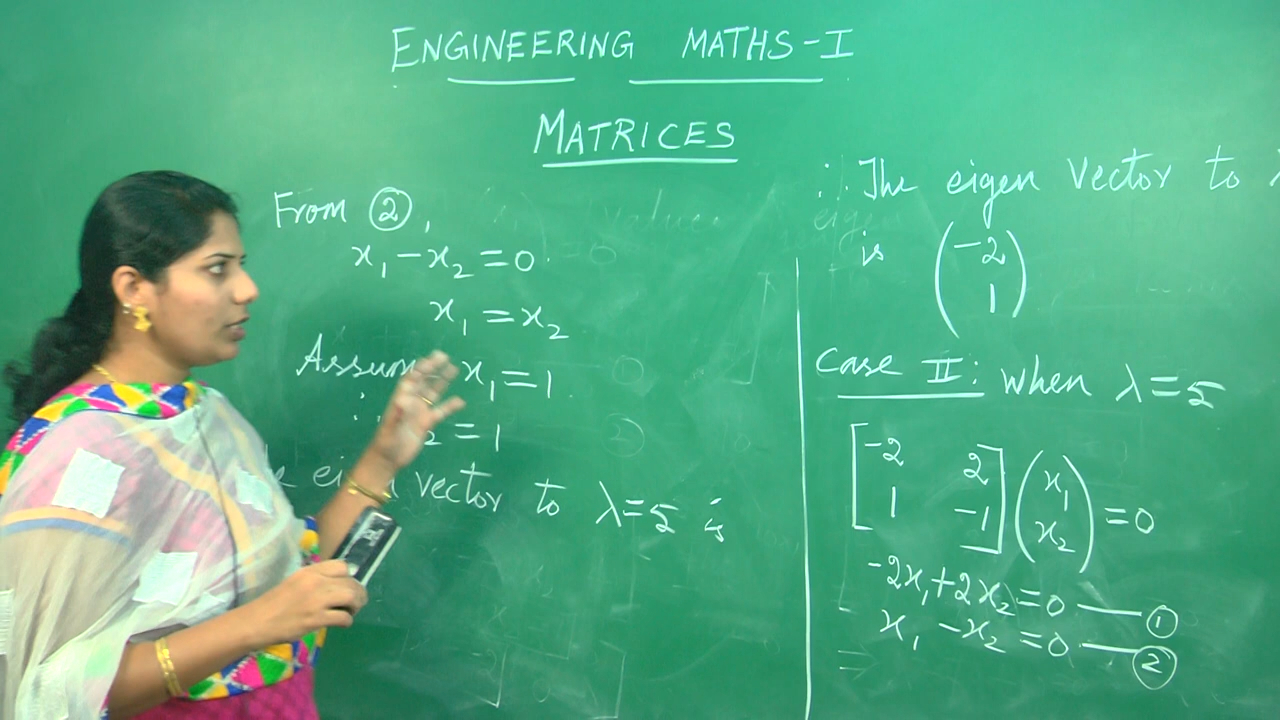 ENGINEERING MATHS-I
MATRICES
From ②,
x₁ - x₂ = 0
x₁ = x₂
x₁ = 1
2 = 1
vector to λ = 5 is
∴ The eigen vector to λ
is (-2
1)
Case II: when λ = 5
[-2 2
1 -1] (x₁
x₂) = 0
-2x₁ + 2x₂ = 0 — ①
x₁ - x₂ = 0 — ②
⇒